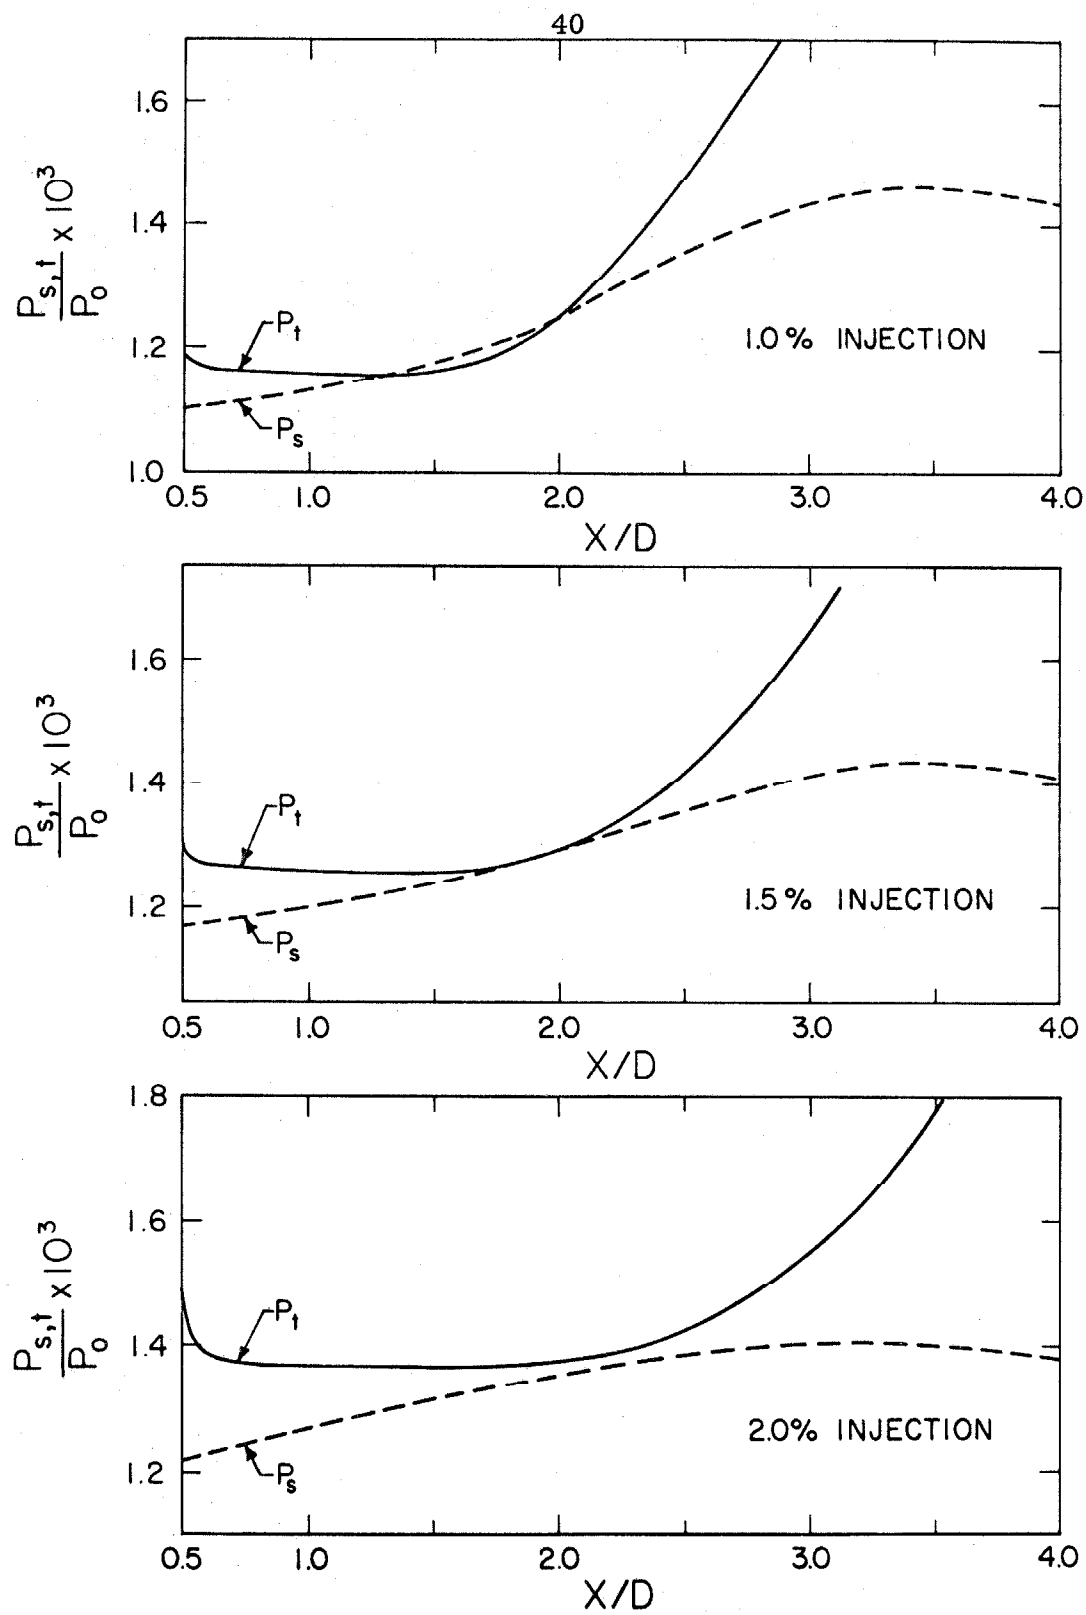 40
1.6
1.4
1.2
1.0
P_{s,t}/P_o x 10^3
P_t
P_s
1.0% INJECTION
0.5 1.0 2.0 3.0 4.0
X/D
1.6
1.4
1.2
P_{s,t}/P_o x 10^3
P_t
P_s
1.5% INJECTION
0.5 1.0 2.0 3.0 4.0
X/D
1.8
1.6
1.4
1.2
P_{s,t}/P_o x 10^3
P_t
P_s
2.0% INJECTION
0.5 1.0 2.0 3.0 4.0
X/D